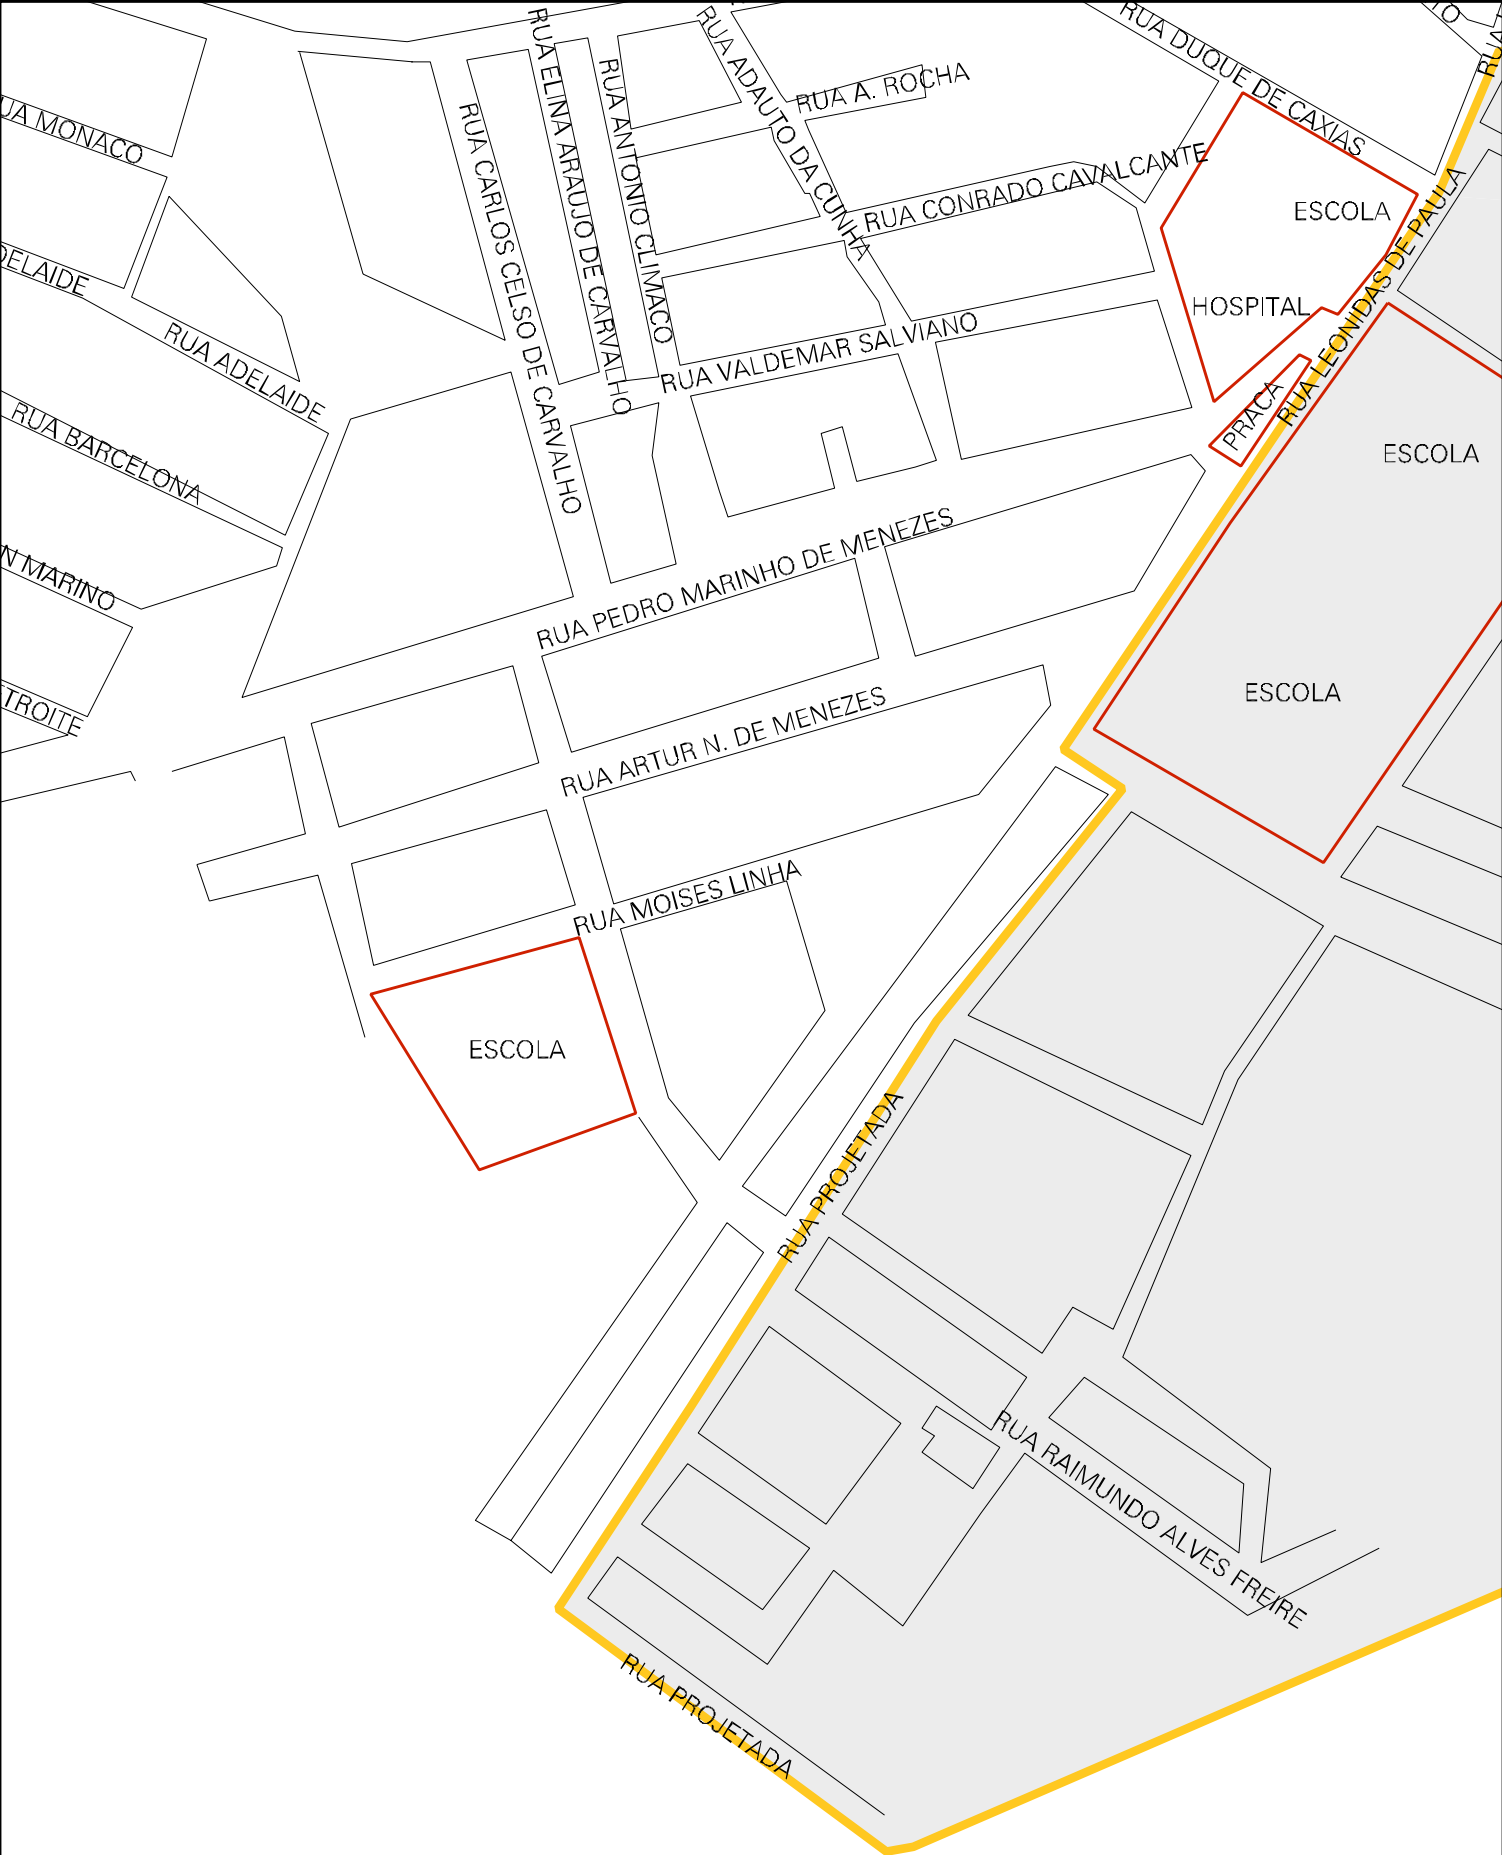 RUA DUQUE DE CAXIAS
RUA ELINA ARAUJO DE CARVALHO
RUA ADAUTO DA CUNHA
RUA ANTONIO CLIMACO
RUA A. ROCHA
RUA CARLOS CELSO DE CARVALHO
UA MONACO
RUA CONRADO CAVALCANTE
ESCOLA
RUA LEONIDAS DE PAULA
DELAIDE
HOSPITAL
RUA ADELAIDE
RUA VALDEMAR SALVIANO
PRACA
RUA BARCELONA
ESCOLA
RUA PEDRO MARINHO DE MENEZES
N MARINO
ESCOLA
TROITE
RUA ARTUR N. DE MENEZES
RUA MOISES LINHA
ESCOLA
RUA PROJETADA
RUA RAIMUNDO ALVES FREIRE
RUA PROJETADA